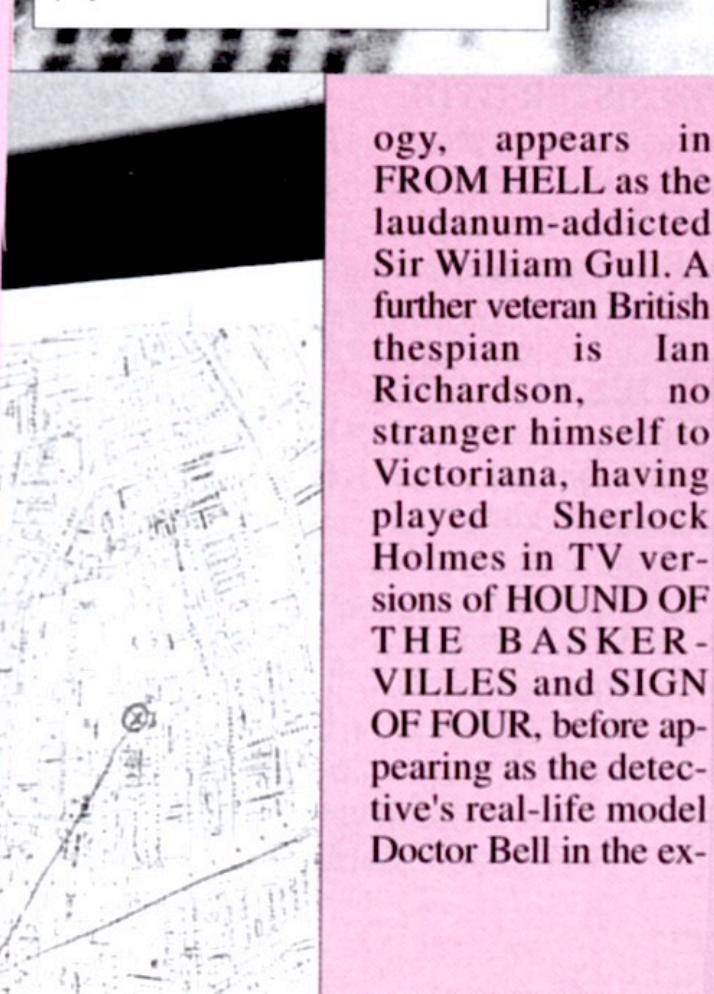 ogy, appears in
FROM HELL as the
laudanum-addicted
Sir William Gull. A
further veteran British
thespian is Ian
Richardson, no
stranger himself to
Victoriana, having
played Sherlock
Holmes in TV ver-
sions of HOUND OF
THE BASKER-
VILLES and SIGN
OF FOUR, before ap-
pearing as the detec-
tive's real-life model
Doctor Bell in the ex-